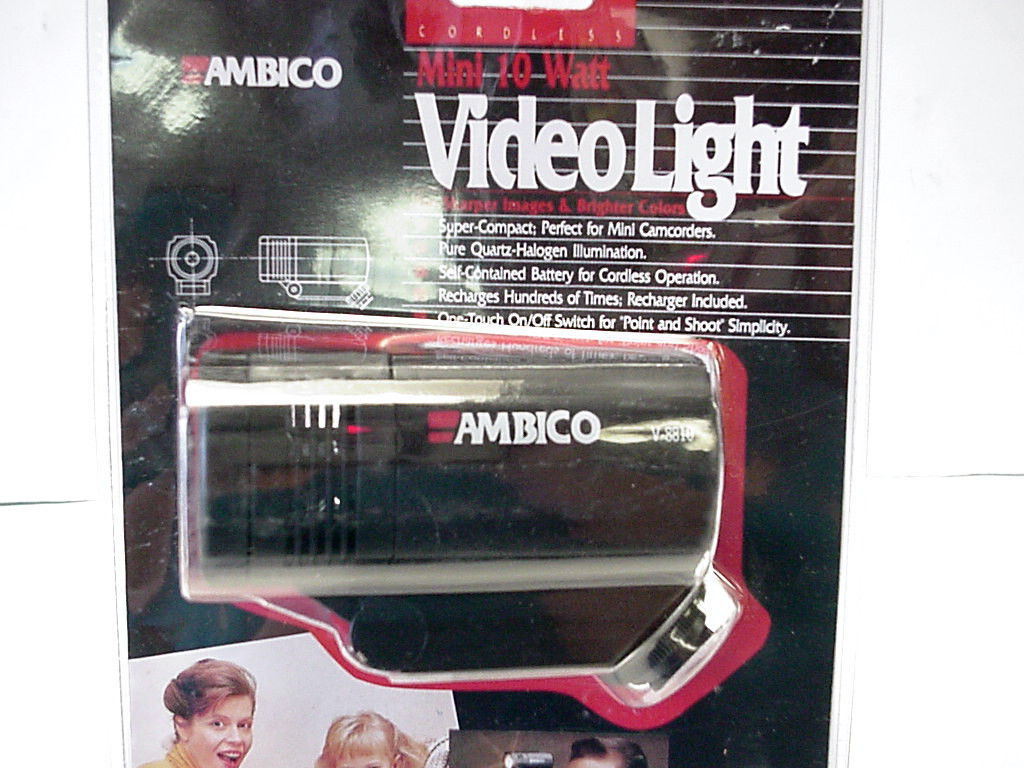 CORDLESS
AMBICO
Mini 10 Watt
Video Light
Sharper Images & Brighter Colors
Super-Compact; Perfect for Mini Camcorders.
Pure Quartz-Halogen Illumination.
Self-Contained Battery for Cordless Operation.
Recharges Hundreds of Times; Recharger Included.
One-Touch On/Off Switch for "Point and Shoot" Simplicity.
AMBICO
V-8810